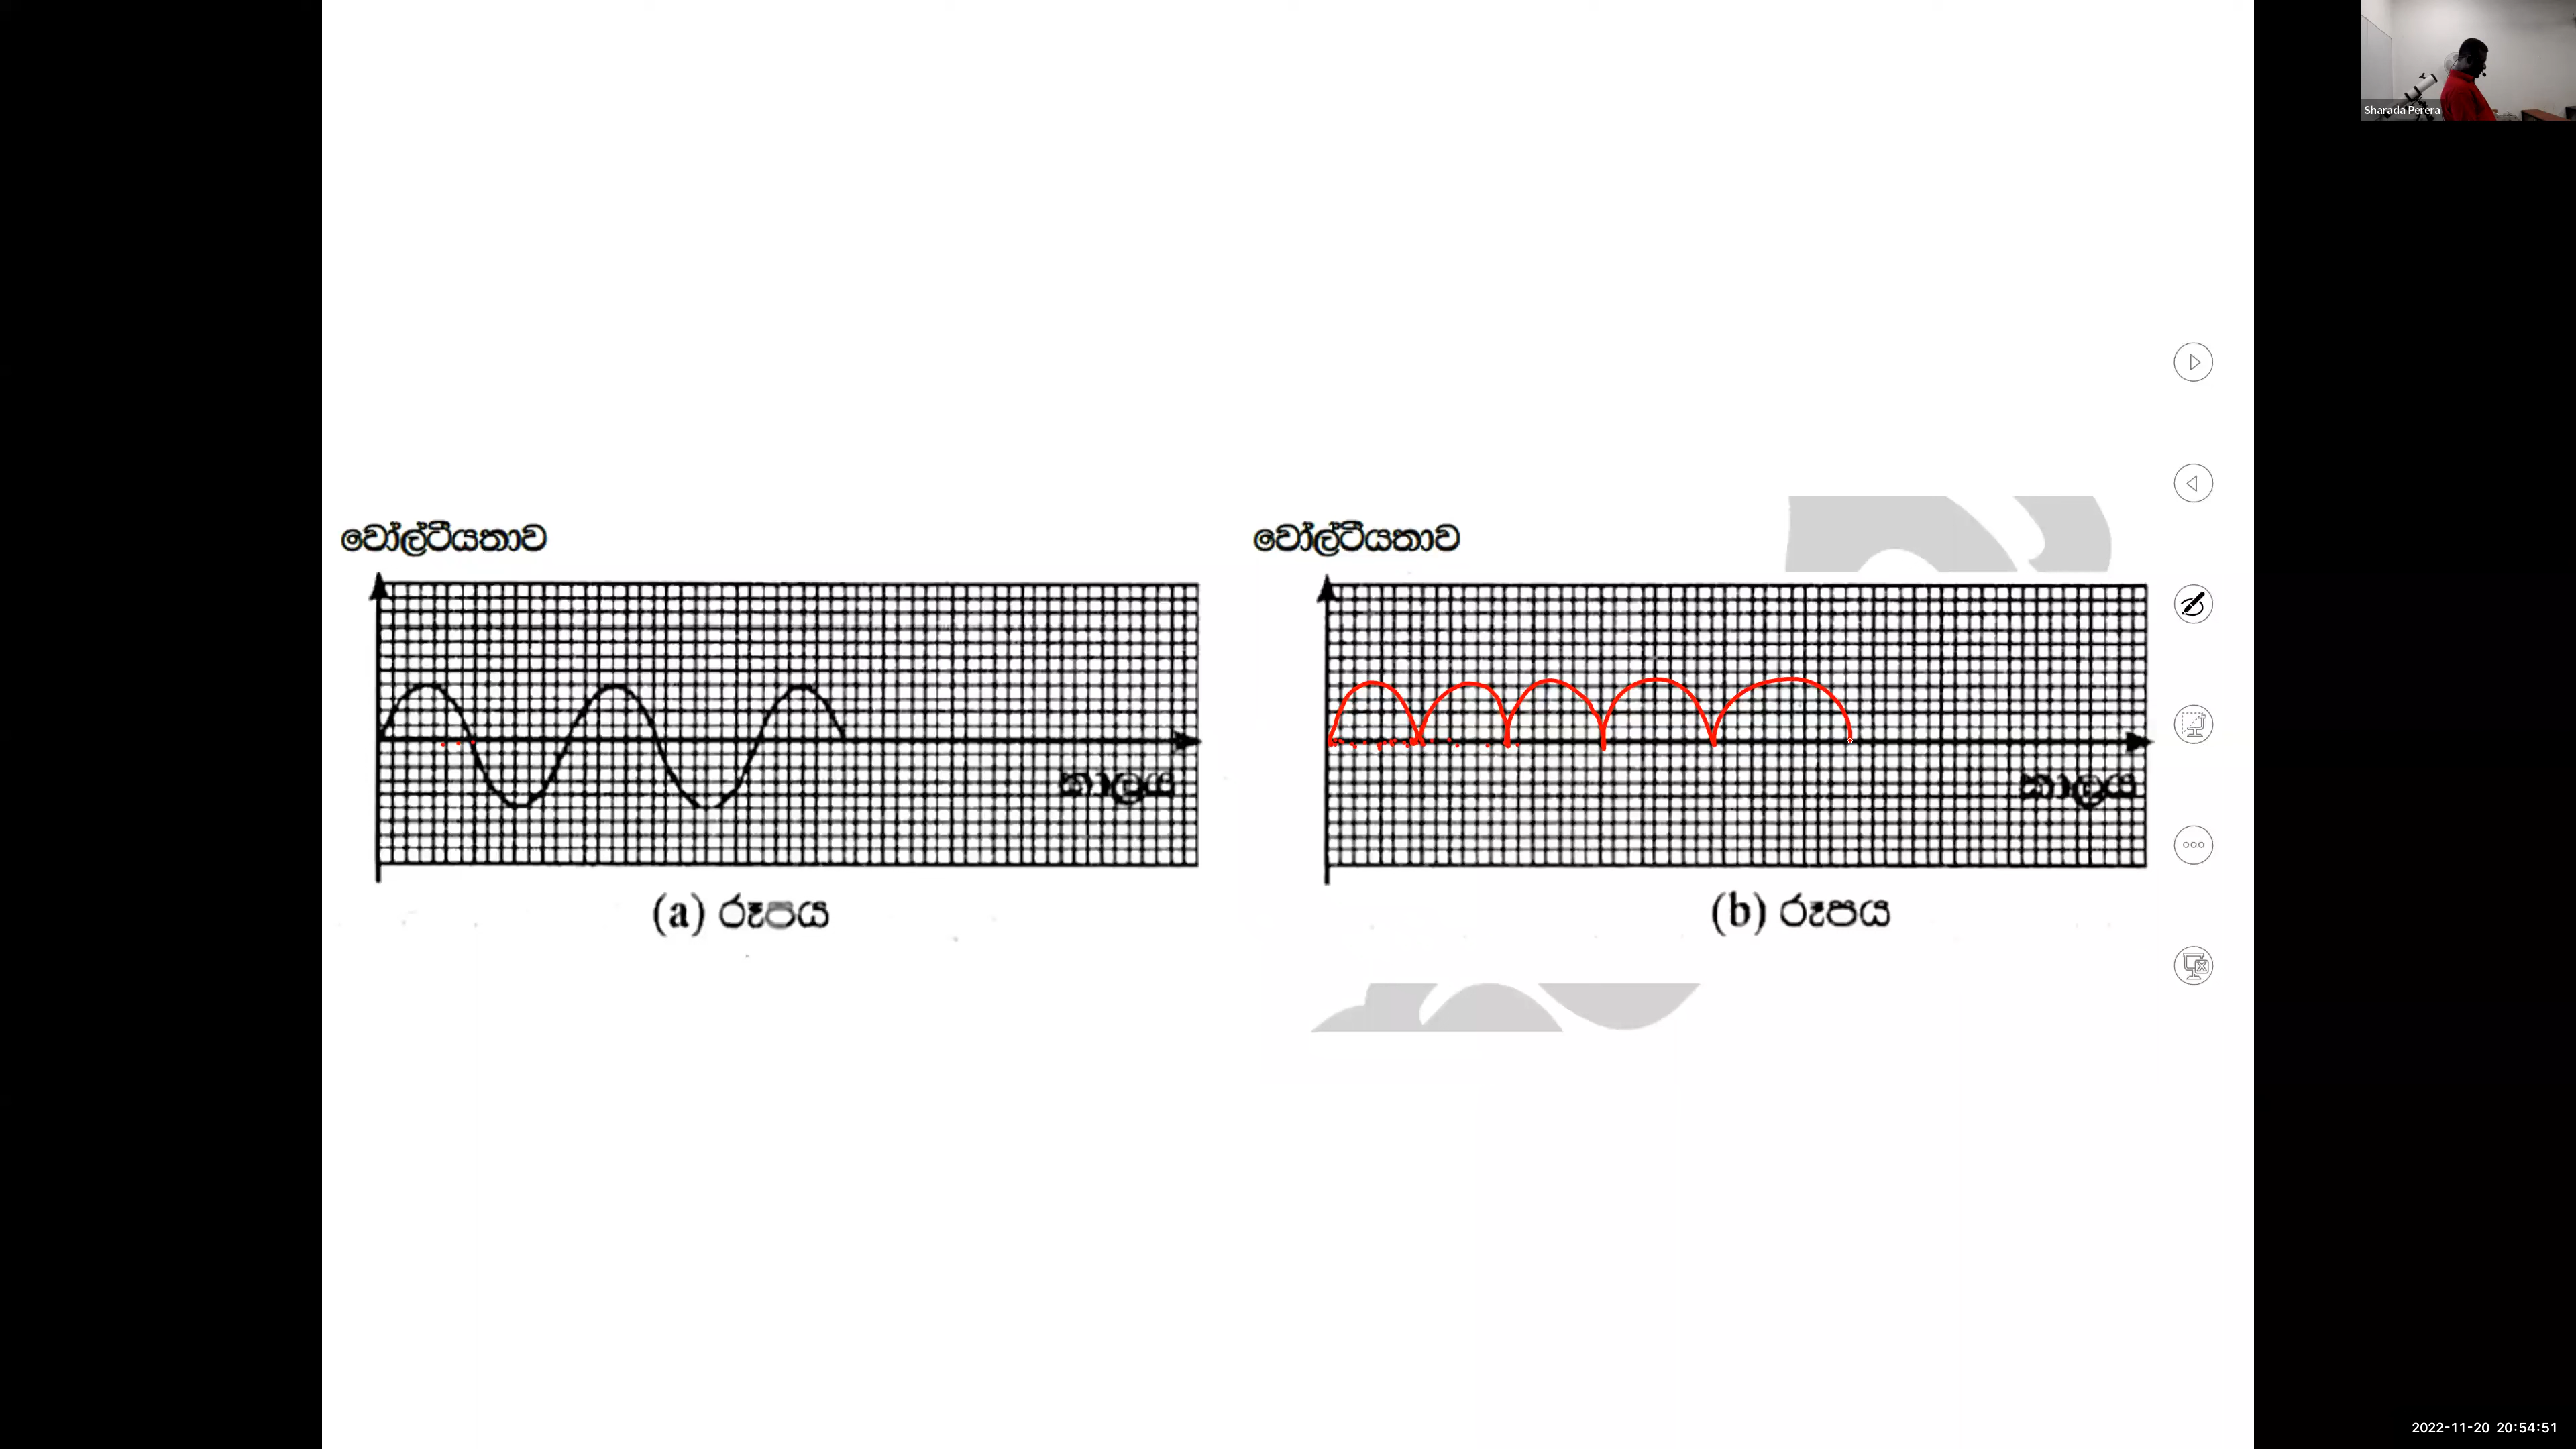 Sharada Perera
වෝල්ටීයතාව
වෝල්ටීයතාව
කාලය
කාලය
(a) රූපය
(b) රූපය
2022-11-20 20:54:51